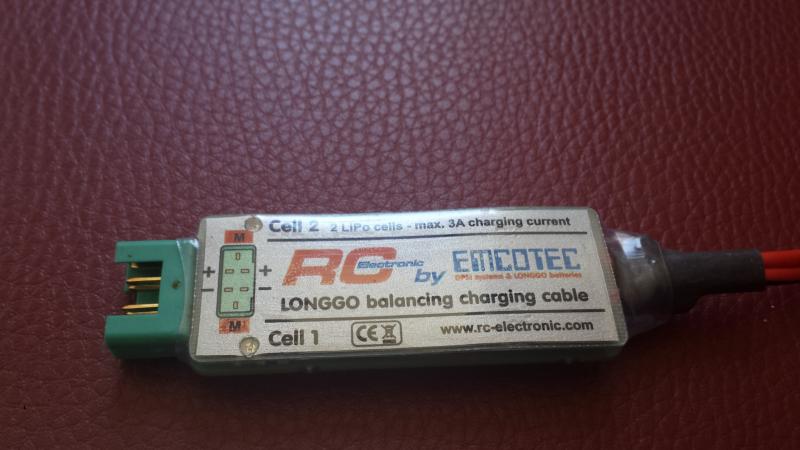 Cell 2 2 LiPo cells - max. 3A charging current
M
+ +
- -
M
RC Electronic by EMCOTEC
DPSI systems & LONGGO batteries
LONGGO balancing charging cable
Cell 1 CE www.rc-electronic.com